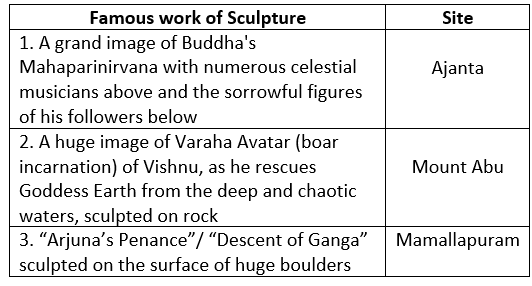 Famous work of Sculpture
Site
1. A grand image of Buddha's
Mahaparinirvana with numerous celestial
musicians above and the sorrowful figures
of his followers below
Ajanta
2. A huge image of Varaha Avatar (boar
incarnation) of Vishnu, as he rescues
Goddess Earth from the deep and chaotic
waters, sculpted on rock
Mount Abu
3. “Arjuna’s Penance”/ “Descent of Ganga”
sculpted on the surface of huge boulders
Mamallapuram